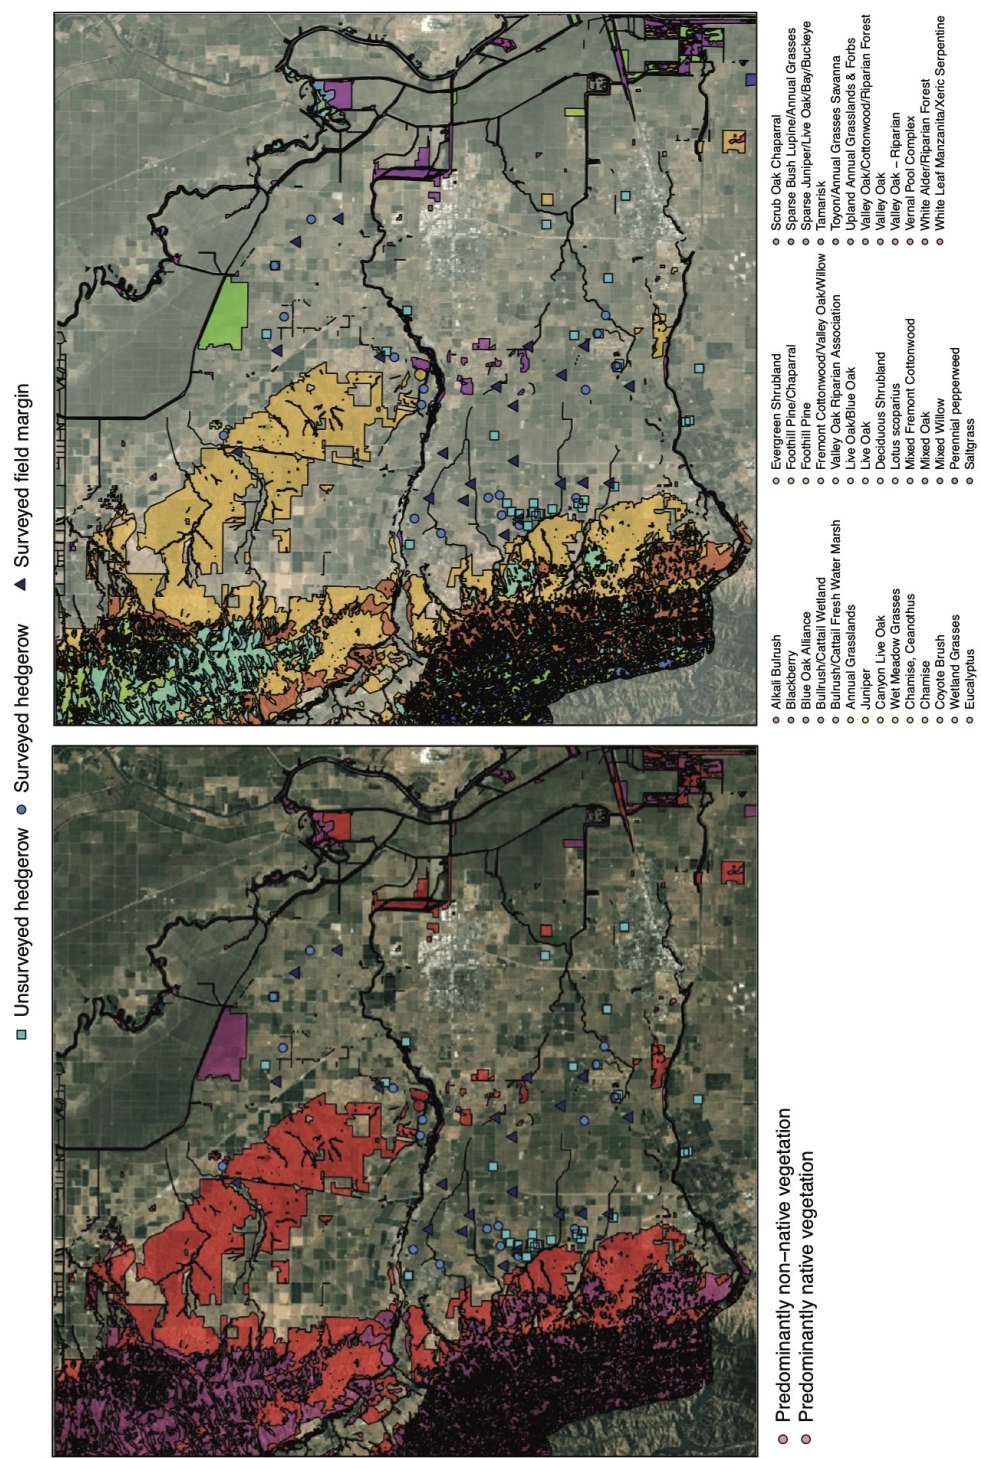 Unsurveyed hedgerow
Surveyed hedgerow
Surveyed field margin
Predominantly non−native vegetation
Predominantly native vegetation
Alkali Bulrush
Blackberry
Blue Oak Alliance
Bullrush/Cattail Wetland
Bulrush/Cattail Fresh Water Marsh
Annual Grasslands
Juniper
Canyon Live Oak
Wet Meadow Grasses
Chamise, Ceanothus
Chamise
Coyote Brush
Wetland Grasses
Eucalyptus
Evergreen Shrubland
Foothill Pine/Chaparral
Foothill Pine
Fremont Cottonwood/Valley Oak/Willow
Valley Oak Riparian Association
Live Oak/Blue Oak
Live Oak
Deciduous Shrubland
Lotus scoparius
Mixed Fremont Cottonwood
Mixed Oak
Mixed Willow
Perennial pepperweed
Saltgrass
Scrub Oak Chaparral
Sparse Bush Lupine/Annual Grasses
Sparse Juniper/Live Oak/Bay/Buckeye
Tamarisk
Toyon/Annual Grasses Savanna
Upland Annual Grasslands & Forbs
Valley Oak/Cottonwood/Riparian Forest
Valley Oak
Valley Oak − Riparian
Vernal Pool Complex
White Alder/Riparian Forest
White Leaf Manzanita/Xeric Serpentine